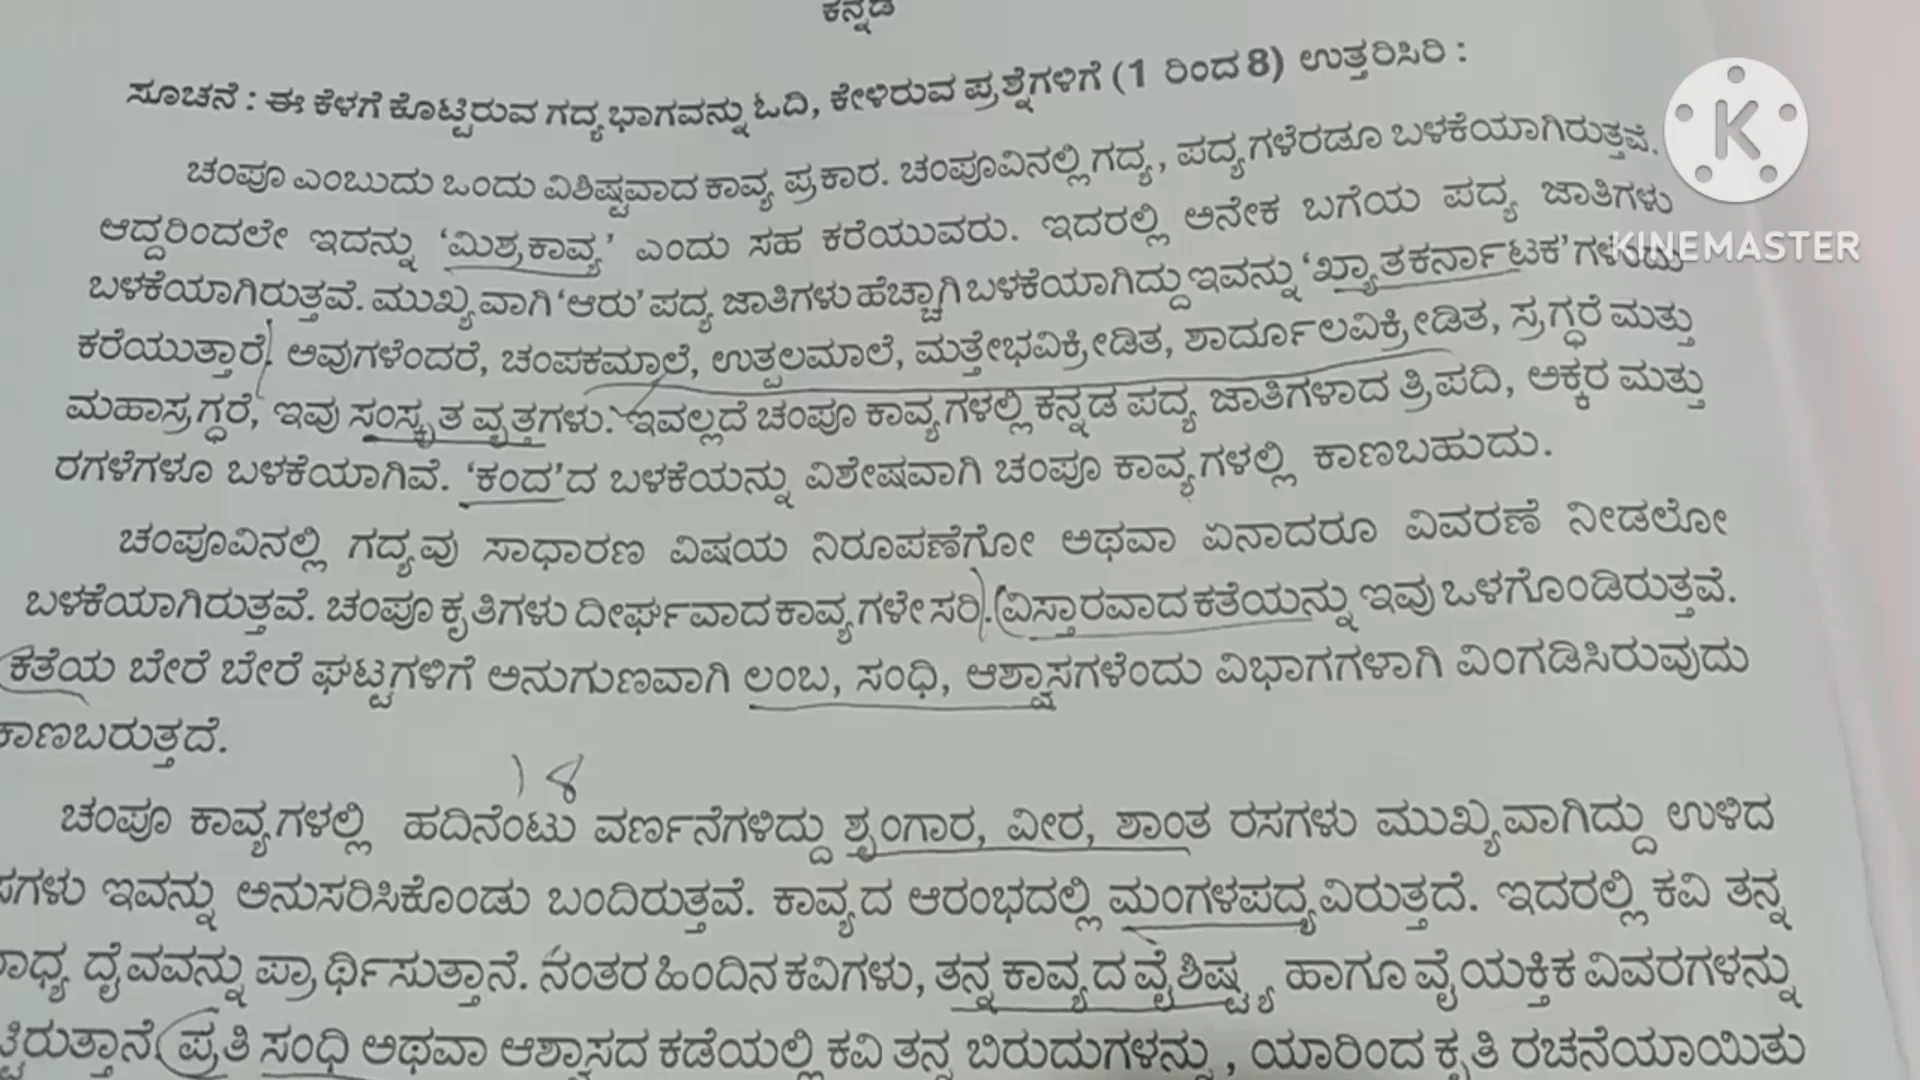 ಕನ್ನಡ
ಸೂಚನೆ : ಈ ಕೆಳಗೆ ಕೊಟ್ಟಿರುವ ಗದ್ಯಭಾಗವನ್ನು ಓದಿ, ಕೇಳಿರುವ ಪ್ರಶ್ನೆಗಳಿಗೆ (1 ರಿಂದ 8) ಉತ್ತರಿಸಿರಿ :
ಚಂಪೂ ಎಂಬುದು ಒಂದು ವಿಶಿಷ್ಟವಾದ ಕಾವ್ಯ ಪ್ರಕಾರ. ಚಂಪೂವಿನಲ್ಲಿ ಗದ್ಯ, ಪದ್ಯಗಳೆರಡೂ ಬಳಕೆಯಾಗಿರುತ್ತವೆ.
ಆದ್ದರಿಂದಲೇ ಇದನ್ನು ‘ಮಿಶ್ರಕಾವ್ಯ’ ಎಂದು ಸಹ ಕರೆಯುವರು. ಇದರಲ್ಲಿ ಅನೇಕ ಬಗೆಯ ಪದ್ಯ ಜಾತಿಗಳು
KINEMASTER
ಬಳಕೆಯಾಗಿರುತ್ತವೆ. ಮುಖ್ಯವಾಗಿ ‘ಆರು’ ಪದ್ಯ ಜಾತಿಗಳು ಹೆಚ್ಚಾಗಿ ಬಳಕೆಯಾಗಿದ್ದು ಇವನ್ನು ‘ಖ್ಯಾತಕರ್ನಾಟಕ’
ಕರೆಯುತ್ತಾರೆ. ಅವುಗಳೆಂದರೆ, ಚಂಪಕಮಾಲೆ, ಉತ್ಪಲಮಾಲೆ, ಮತ್ತೇಭವಿಕ್ರೀಡಿತ, ಶಾರ್ದೂಲವಿಕ್ರೀಡಿತ, ಸ್ರಗ್ಧರೆ ಮತ್ತು
ಮಹಾಸ್ರಗ್ಧರೆ, ಇವು ಸಂಸ್ಕೃತ ವೃತ್ತಗಳು. ಇವಲ್ಲದೆ ಚಂಪೂ ಕಾವ್ಯಗಳಲ್ಲಿ ಕನ್ನಡ ಪದ್ಯ ಜಾತಿಗಳಾದ ತ್ರಿಪದಿ, ಅಕ್ಕರ ಮತ್ತು
ರಗಳೆಗಳೂ ಬಳಕೆಯಾಗಿವೆ. ‘ಕಂದ’ದ ಬಳಕೆಯನ್ನು ವಿಶೇಷವಾಗಿ ಚಂಪೂ ಕಾವ್ಯಗಳಲ್ಲಿ ಕಾಣಬಹುದು.
ಚಂಪೂವಿನಲ್ಲಿ ಗದ್ಯವು ಸಾಧಾರಣ ವಿಷಯ ನಿರೂಪಣೆಗೋ ಅಥವಾ ಏನಾದರೂ ವಿವರಣೆ ನೀಡಲೋ
ಬಳಕೆಯಾಗಿರುತ್ತವೆ. ಚಂಪೂ ಕೃತಿಗಳು ದೀರ್ಘವಾದ ಕಾವ್ಯಗಳೇ ಸರಿ. ವಿಸ್ತಾರವಾದ ಕತೆಯನ್ನು ಇವು ಒಳಗೊಂಡಿರುತ್ತವೆ.
ಕತೆಯ ಬೇರೆ ಬೇರೆ ಘಟ್ಟಗಳಿಗೆ ಅನುಗುಣವಾಗಿ ಲಂಬ, ಸಂಧಿ, ಆಶ್ವಾಸಗಳೆಂದು ವಿಭಾಗಗಳಾಗಿ ವಿಂಗಡಿಸಿರುವುದು
ಕಾಣಬರುತ್ತದೆ.
18
ಚಂಪೂ ಕಾವ್ಯಗಳಲ್ಲಿ ಹದಿನೆಂಟು ವರ್ಣನೆಗಳಿದ್ದು ಶೃಂಗಾರ, ವೀರ, ಶಾಂತ ರಸಗಳು ಮುಖ್ಯವಾಗಿದ್ದು ಉಳಿದ
ಇವನ್ನು ಅನುಸರಿಸಿಕೊಂಡು ಬಂದಿರುತ್ತವೆ. ಕಾವ್ಯದ ಆರಂಭದಲ್ಲಿ ಮಂಗಳಪದ್ಯವಿರುತ್ತದೆ. ಇದರಲ್ಲಿ ಕವಿ ತನ್ನ
ದೈವವನ್ನು ಪ್ರಾರ್ಥಿಸುತ್ತಾನೆ. ನಂತರ ಹಿಂದಿನ ಕವಿಗಳು, ತನ್ನ ಕಾವ್ಯದ ವೈಶಿಷ್ಟ್ಯ ಹಾಗೂ ವೈಯಕ್ತಿಕ ವಿವರಗಳನ್ನು
ಪ್ರತಿ ಸಂಧಿ ಅಥವಾ ಆಶ್ವಾಸದ ಕಡೆಯಲ್ಲಿ ಕವಿ ತನ್ನ ಬಿರುದುಗಳನ್ನು, ಯಾರಿಂದ ಕೃತಿ ರಚನೆಯಾಯಿತು